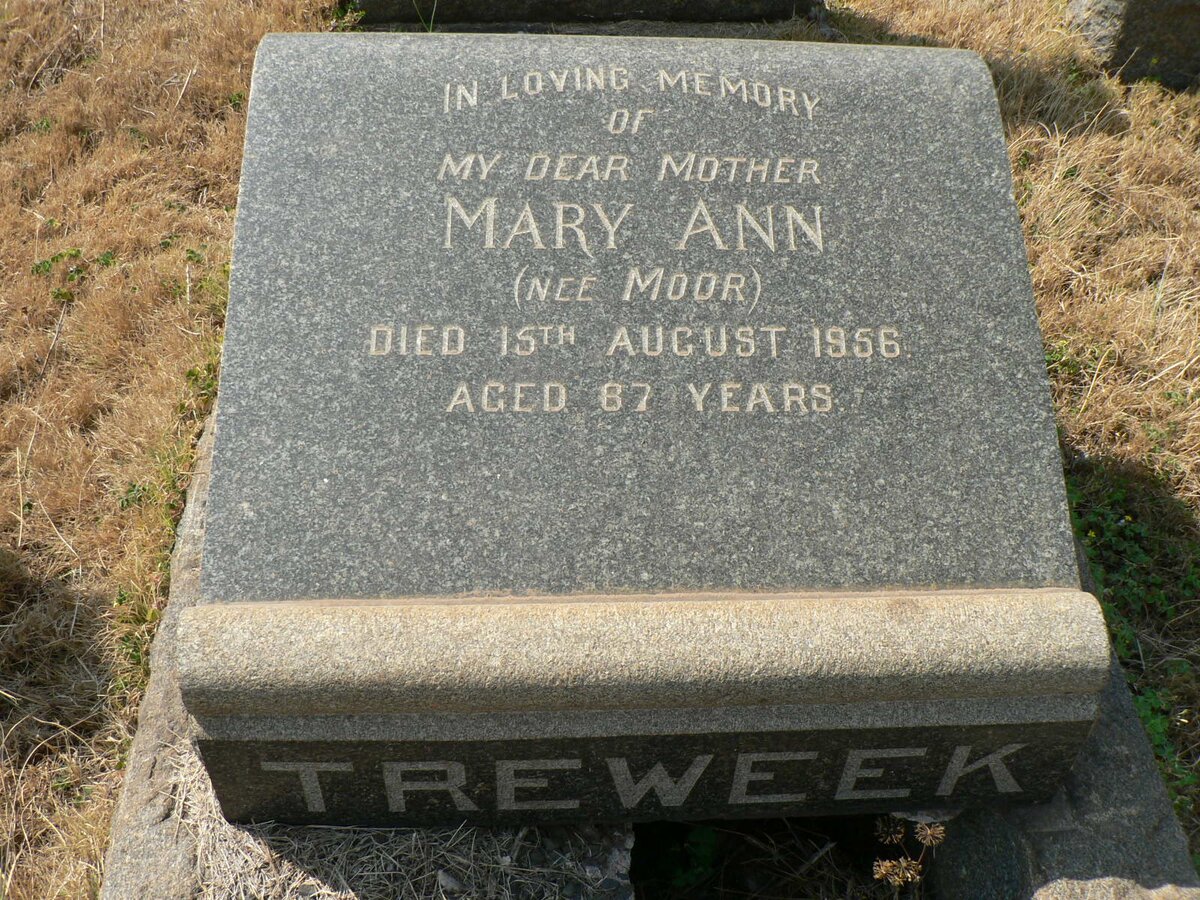 IN LOVING MEMORY
OF
MY DEAR MOTHER
MARY ANN
(NEE MOOR)
DIED 15TH AUGUST 1956
AGED 67 YEARS
TREWEEK